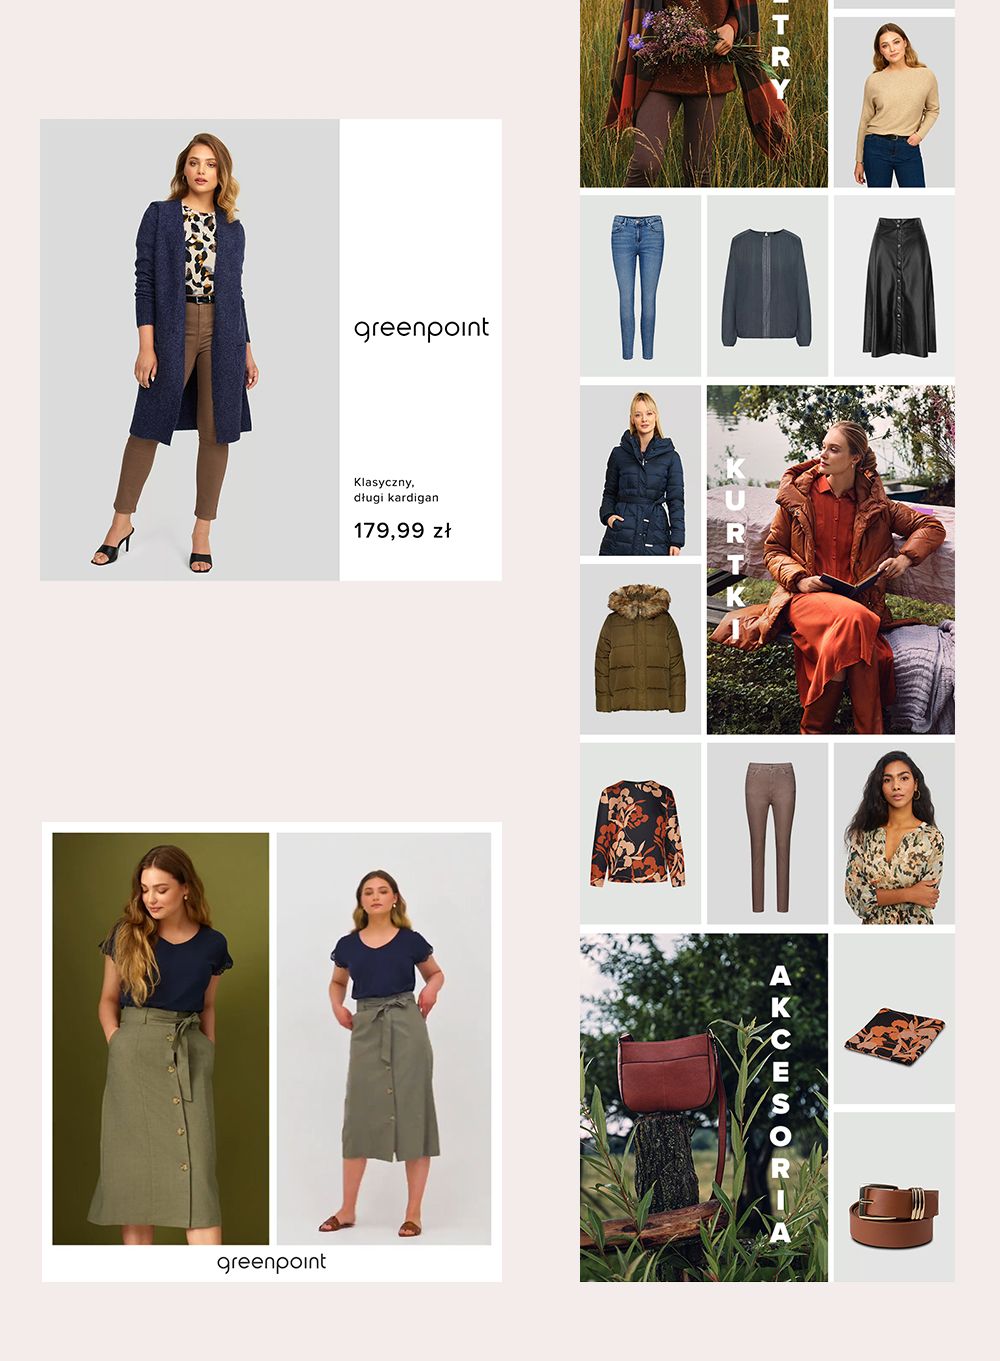 TRY
greenpoint
Klasyczny,
długi kardigan
179,99 zł
KURTKI
greenpoint
AKCESORIA